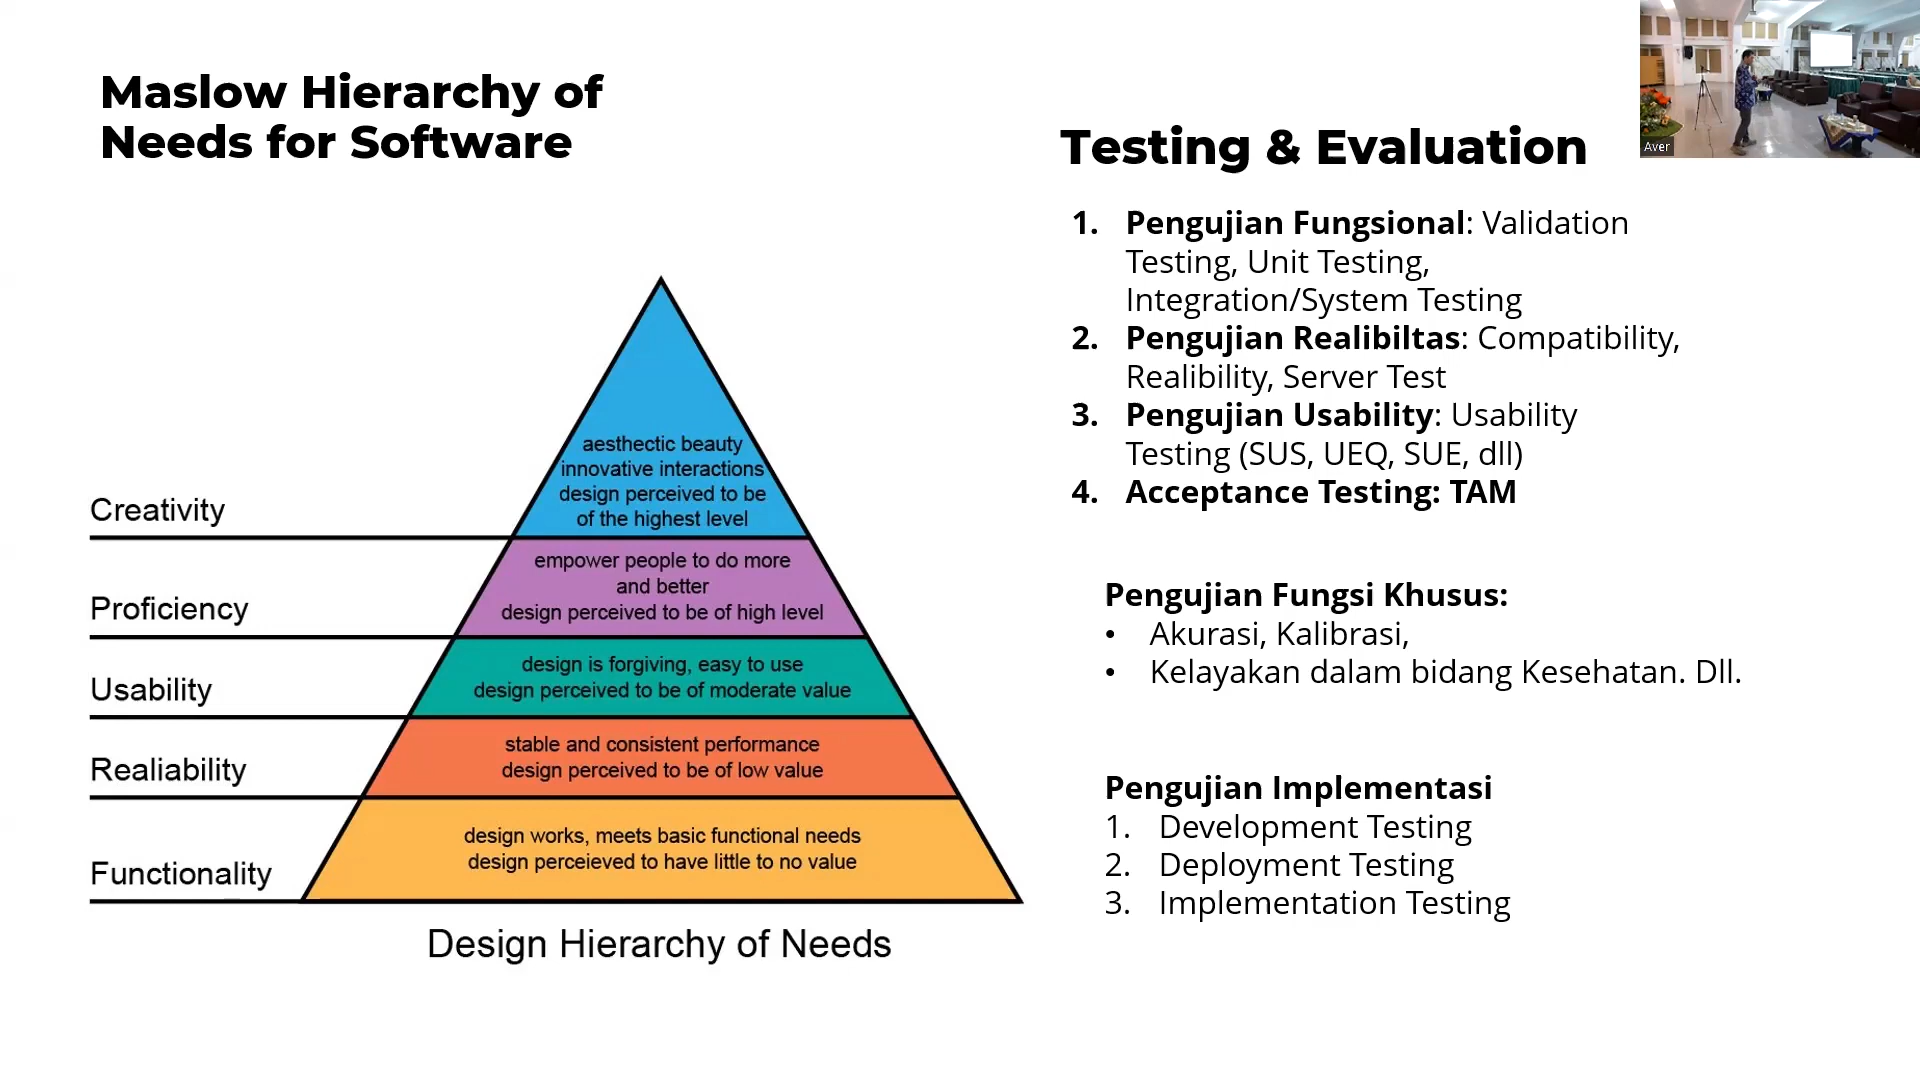 Maslow Hierarchy of
Needs for Software
aesthectic beauty
innovative interactions
design perceived to be
of the highest level
Creativity
empower people to do more
and better
design perceived to be of high level
Proficiency
design is forgiving, easy to use
design perceived to be of moderate value
Usability
stable and consistent performance
design perceived to be of low value
Realiability
design works, meets basic functional needs
design perceieved to have little to no value
Functionality
Design Hierarchy of Needs
Testing & Evaluation
1. Pengujian Fungsional: Validation
Testing, Unit Testing,
Integration/System Testing
2. Pengujian Realibiltas: Compatibility,
Realibility, Server Test
3. Pengujian Usability: Usability
Testing (SUS, UEQ, SUE, dll)
4. Acceptance Testing: TAM
Pengujian Fungsi Khusus:
• Akurasi, Kalibrasi,
• Kelayakan dalam bidang Kesehatan. Dll.
Pengujian Implementasi
1. Development Testing
2. Deployment Testing
3. Implementation Testing
Aver